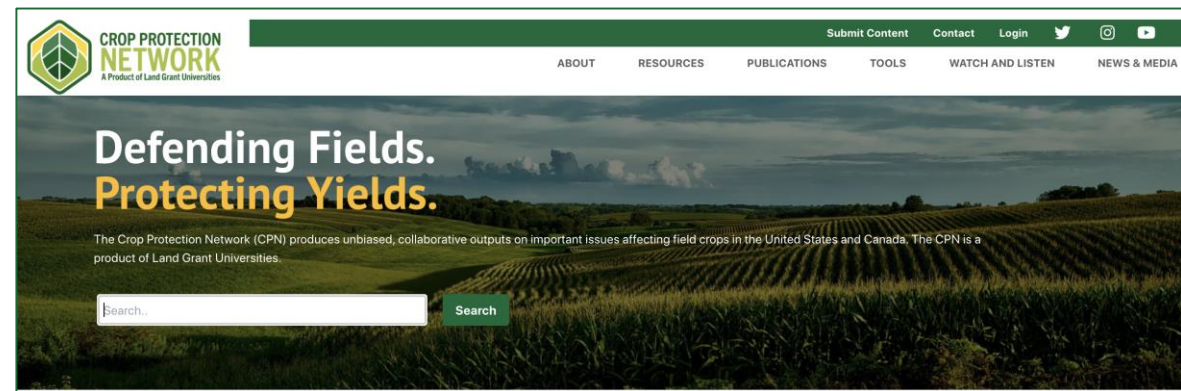 Submit Content Contact Login
CROP PROTECTION
NETWORK
A Product of Land Grant Universities
ABOUT RESOURCES PUBLICATIONS TOOLS WATCH AND LISTEN NEWS & MEDIA
Defending Fields.
Protecting Yields.
The Crop Protection Network (CPN) produces unbiased, collaborative outputs on important issues affecting field crops in the United States and Canada. The CPN is a
product of Land Grant Universities.
Search.. Search